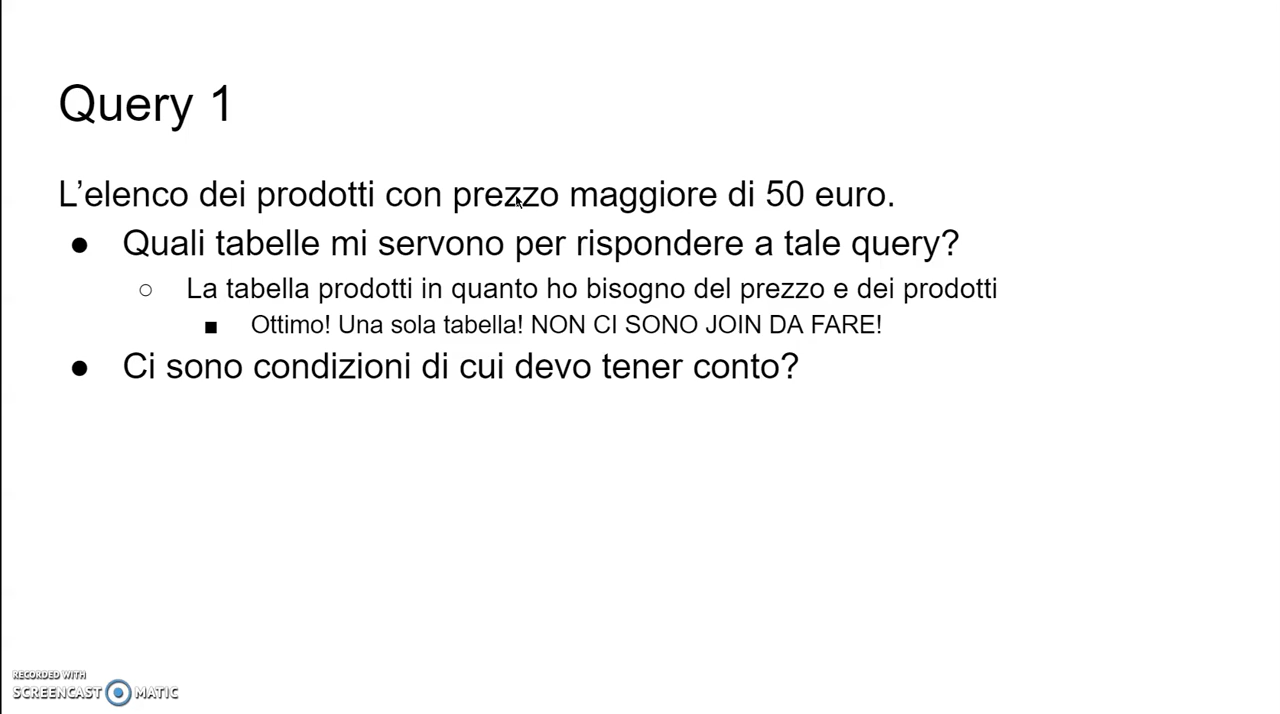 Query 1
L’elenco dei prodotti con prezzo maggiore di 50 euro.
● Quali tabelle mi servono per rispondere a tale query?
○ La tabella prodotti in quanto ho bisogno del prezzo e dei prodotti
■ Ottimo! Una sola tabella! NON CI SONO JOIN DA FARE!
● Ci sono condizioni di cui devo tener conto?
RECORDED WITH
SCREENCAST MATIC